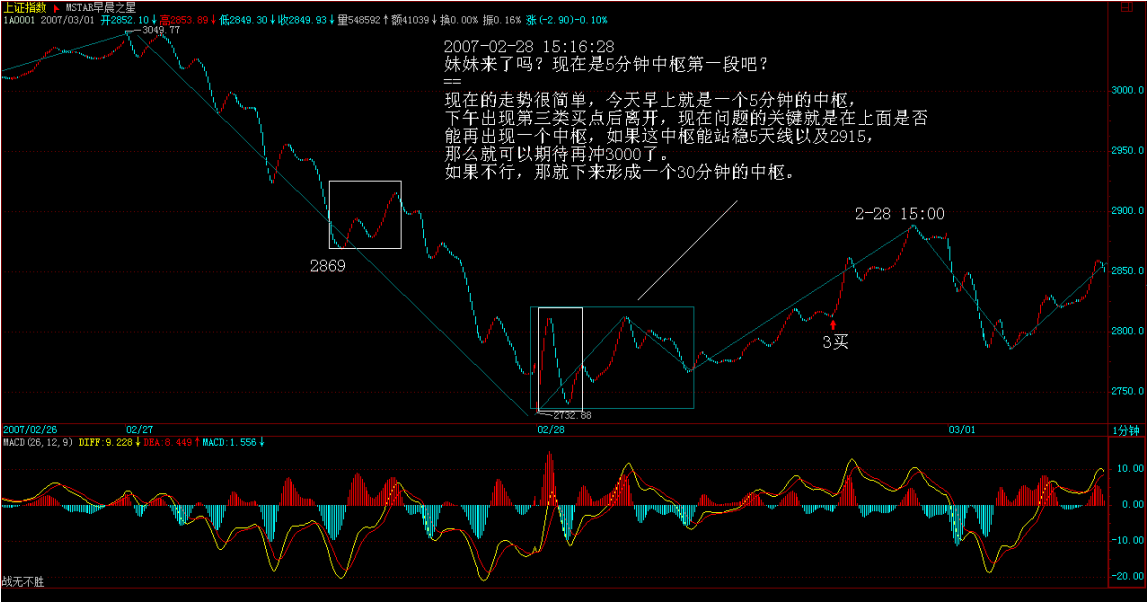 上证指数 MSTAR早晨之星
1A0001 2007/03/01 开2852.10↓高2853.89↓低2849.30↓收2849.93↓量548592↑额41039↓换0.00% 振0.16% 涨(-2.90)-0.10%
3049.77
2007-02-28 15:16:28
妹妹来了吗？现在是5分钟中枢第一段吧？
==
现在的走势很简单，今天早上就是一个5分钟的中枢，
下午出现第三类买点后离开，现在问题的关键就是在上面是否
能再出现一个中枢，如果这中枢能站稳5天线以及2915，
那么就可以期待再冲3000了。
如果不行，那就下来形成一个30分钟的中枢。
3000.0
2950.0
2900.0
2850.0
2800.0
2750.0
2-28 15:00
2869
3买
2732.88
2007/02/26 02/27 02/28 03/01 1分钟
MACD(26,12,9) DIFF:9.228↓DEA:8.449↑MACD:1.556↓
10.00
0.00
-10.00
-20.00
战无不胜